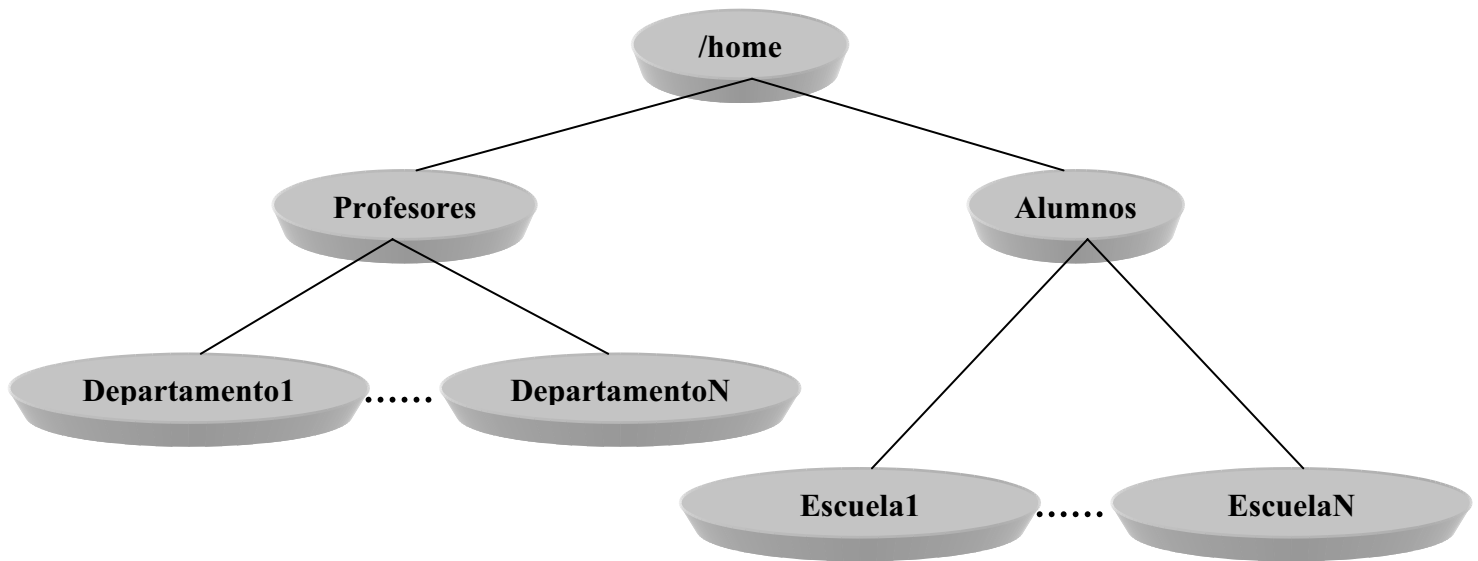 /home
Profesores
Alumnos
Departamento1
......
DepartamentoN
Escuela1
......
EscuelaN